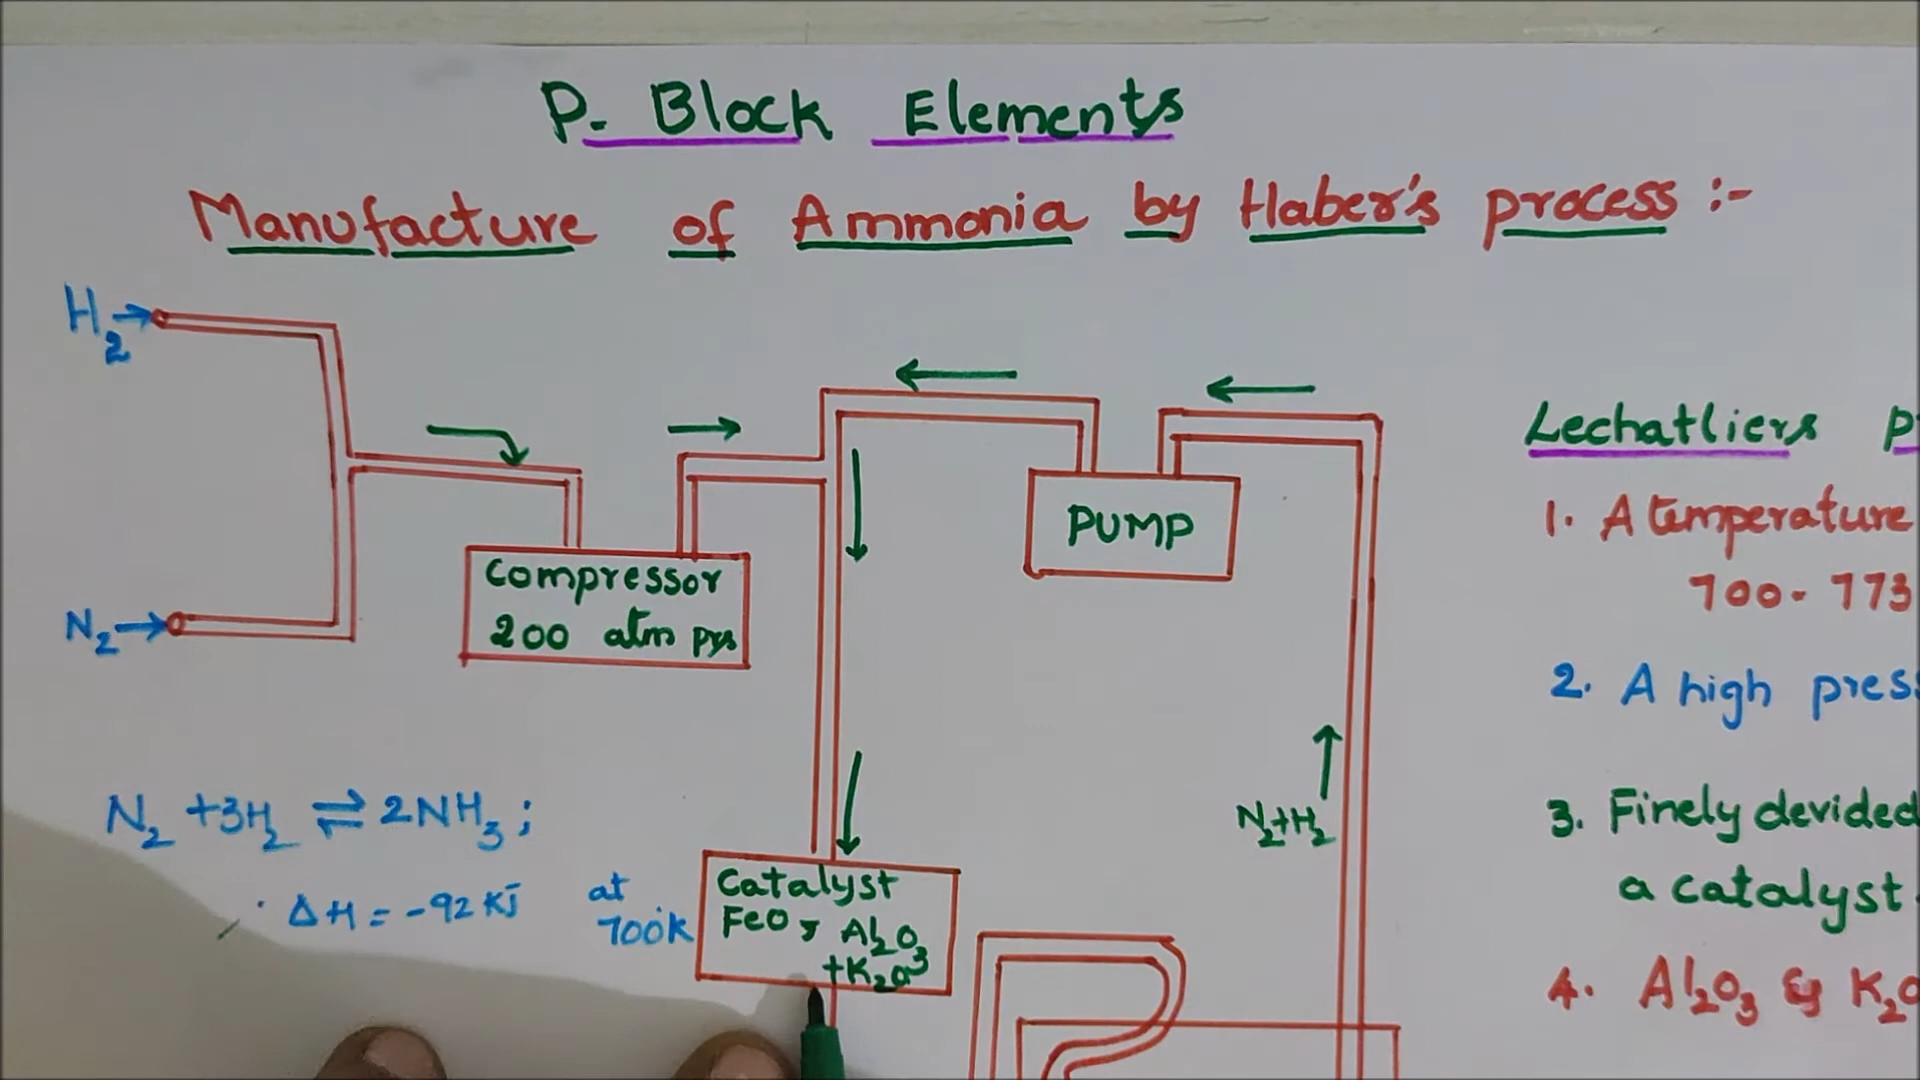 P. Block Elements
Manufacture of Ammonia by Haber's process :-
H2
N2
Compressor
200 atm prs
PUMP
N2+H2
N2 + 3H2 ⇌ 2NH3 ;
ΔH = -92 KJ
at
700K
Catalyst
FeO, Al2O3
+K2O
Lechatliers
1. A temperature
700 - 773
2. A high
3. Finely devided
a catalyst
4. Al2O3 & K2O